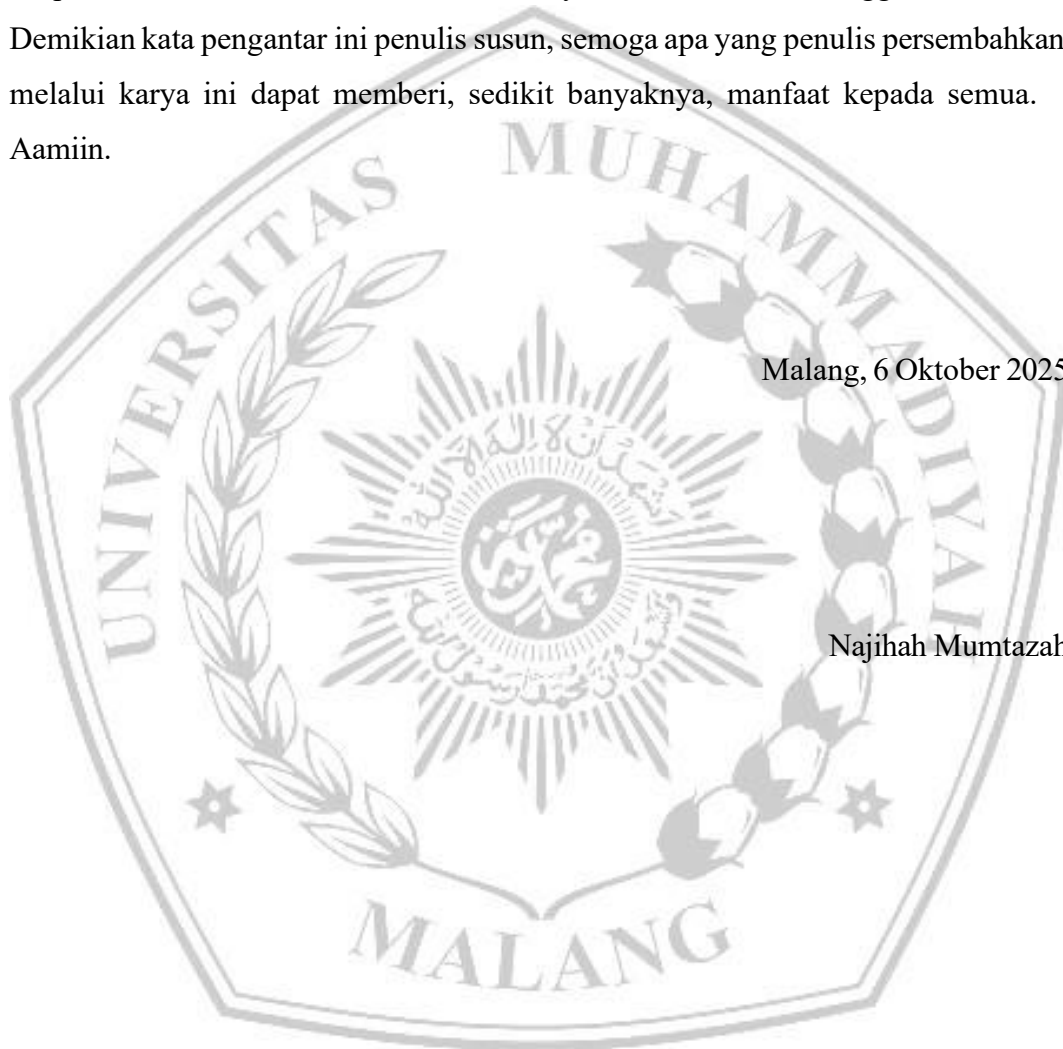 Demikian kata pengantar ini penulis susun, semoga apa yang penulis persembahkan
melalui karya ini dapat memberi, sedikit banyaknya, manfaat kepada semua.
Aamiin.
UNIVERSITAS MUHAMMADIYAH
Malang, 6 Oktober 2025
Najihah Mumtazah
MALANG